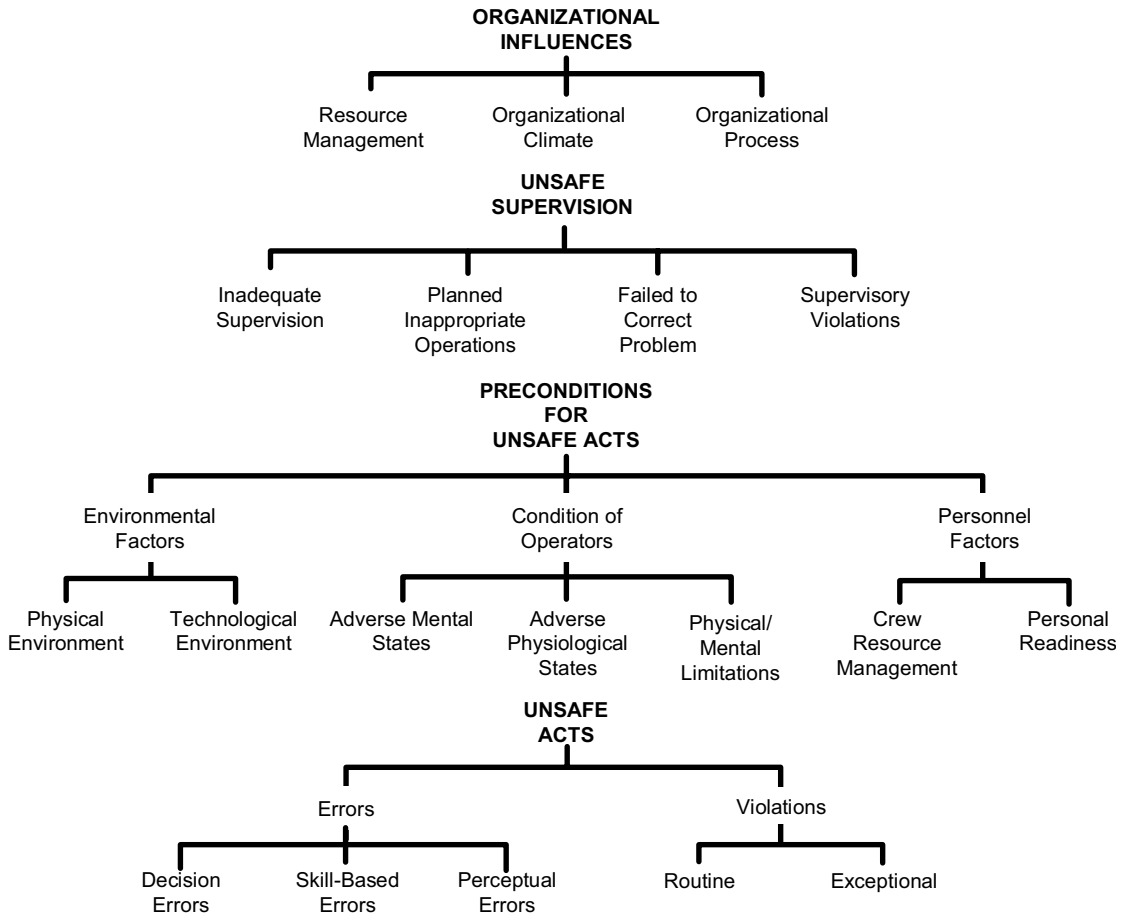 ORGANIZATIONAL
INFLUENCES
Resource
Management
Organizational
Climate
Organizational
Process
UNSAFE
SUPERVISION
Inadequate
Supervision
Planned
Inappropriate
Operations
Failed to
Correct
Problem
Supervisory
Violations
PRECONDITIONS
FOR
UNSAFE ACTS
Environmental
Factors
Condition of
Operators
Personnel
Factors
Physical
Environment
Technological
Environment
Adverse Mental
States
Adverse
Physiological
States
Physical/
Mental
Limitations
Crew
Resource
Management
Personal
Readiness
UNSAFE
ACTS
Errors
Violations
Decision
Errors
Skill-Based
Errors
Perceptual
Errors
Routine
Exceptional